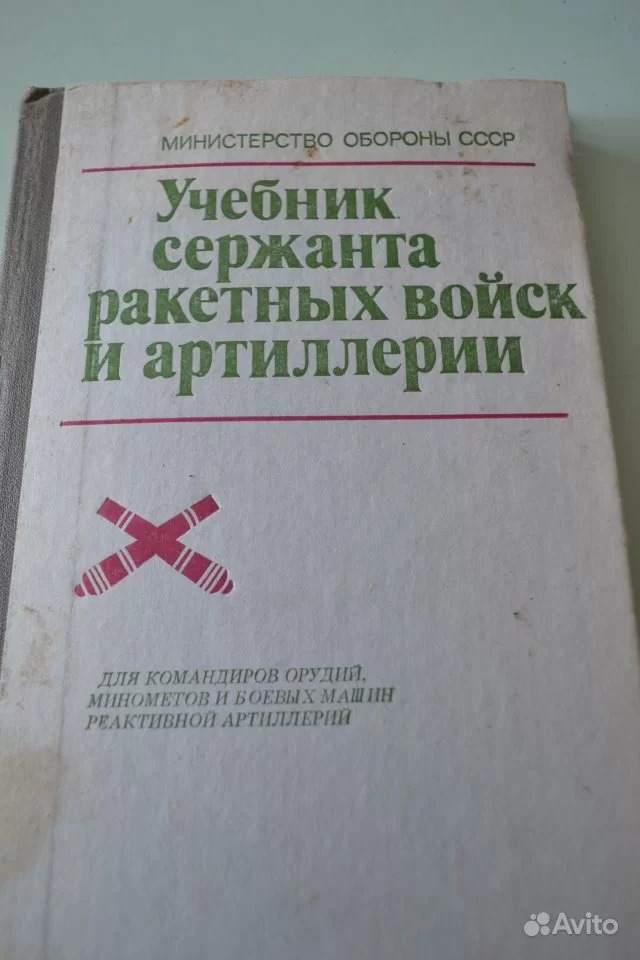 МИНИСТЕРСТВО ОБОРОНЫ СССР
Учебник
сержанта
ракетных войск
и артиллерии
ДЛЯ КОМАНДИРОВ ОРУДИЙ,
МИНОМЕТОВ И БОЕВЫХ МАШИН
РЕАКТИВНОЙ АРТИЛЛЕРИИ
Avito